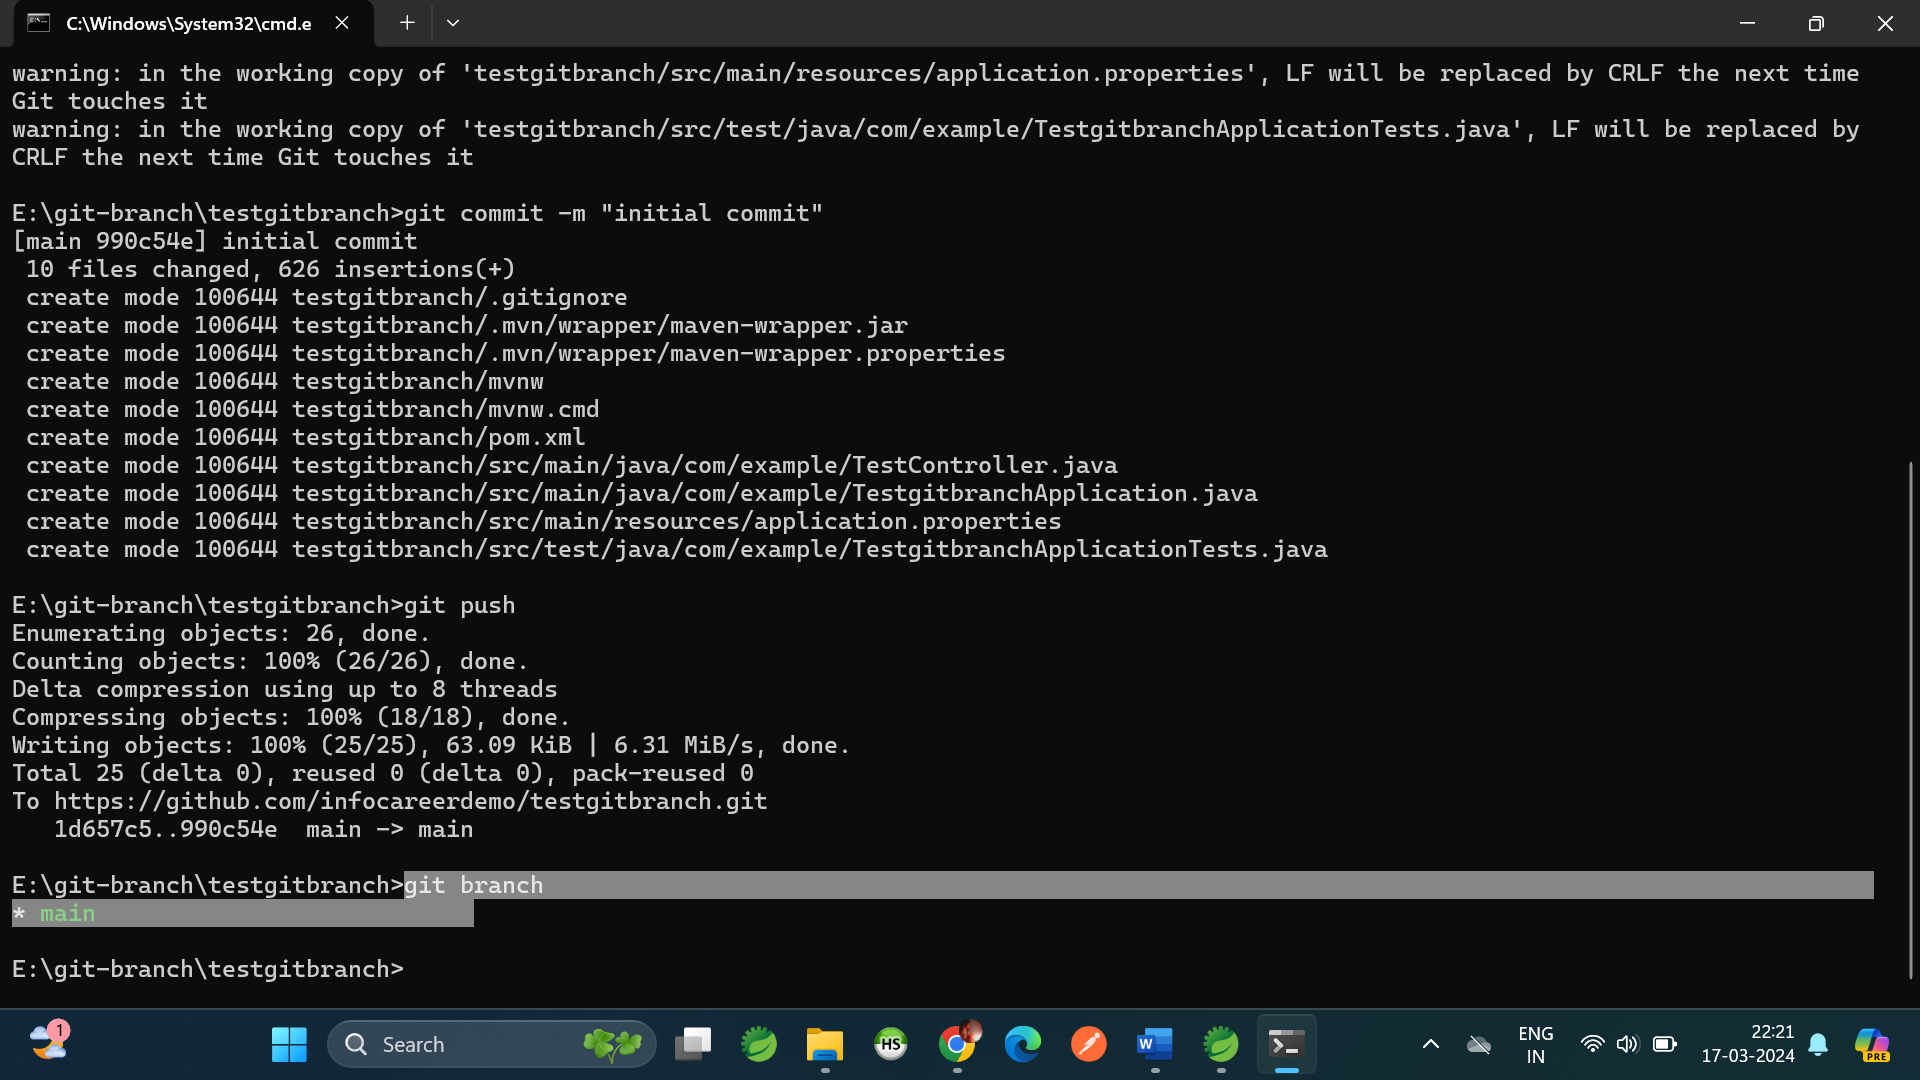 C:\Windows\System32\cmd.e
warning: in the working copy of 'testgitbranch/src/main/resources/application.properties', LF will be replaced by CRLF the next time
Git touches it
warning: in the working copy of 'testgitbranch/src/test/java/com/example/TestgitbranchApplicationTests.java', LF will be replaced by
CRLF the next time Git touches it
E:\git-branch\testgitbranch>git commit -m "initial commit"
[main 990c54e] initial commit
 10 files changed, 626 insertions(+)
 create mode 100644 testgitbranch/.gitignore
 create mode 100644 testgitbranch/.mvn/wrapper/maven-wrapper.jar
 create mode 100644 testgitbranch/.mvn/wrapper/maven-wrapper.properties
 create mode 100644 testgitbranch/mvnw
 create mode 100644 testgitbranch/mvnw.cmd
 create mode 100644 testgitbranch/pom.xml
 create mode 100644 testgitbranch/src/main/java/com/example/TestController.java
 create mode 100644 testgitbranch/src/main/java/com/example/TestgitbranchApplication.java
 create mode 100644 testgitbranch/src/main/resources/application.properties
 create mode 100644 testgitbranch/src/test/java/com/example/TestgitbranchApplicationTests.java
E:\git-branch\testgitbranch>git push
Enumerating objects: 26, done.
Counting objects: 100% (26/26), done.
Delta compression using up to 8 threads
Compressing objects: 100% (18/18), done.
Writing objects: 100% (25/25), 63.09 KiB | 6.31 MiB/s, done.
Total 25 (delta 0), reused 0 (delta 0), pack-reused 0
To https://github.com/infocareerdemo/testgitbranch.git
   1d657c5..990c54e  main -> main
E:\git-branch\testgitbranch>git branch
* main
E:\git-branch\testgitbranch>
1
Search
HS
W
ENG
IN
22:21
17-03-2024
PRE